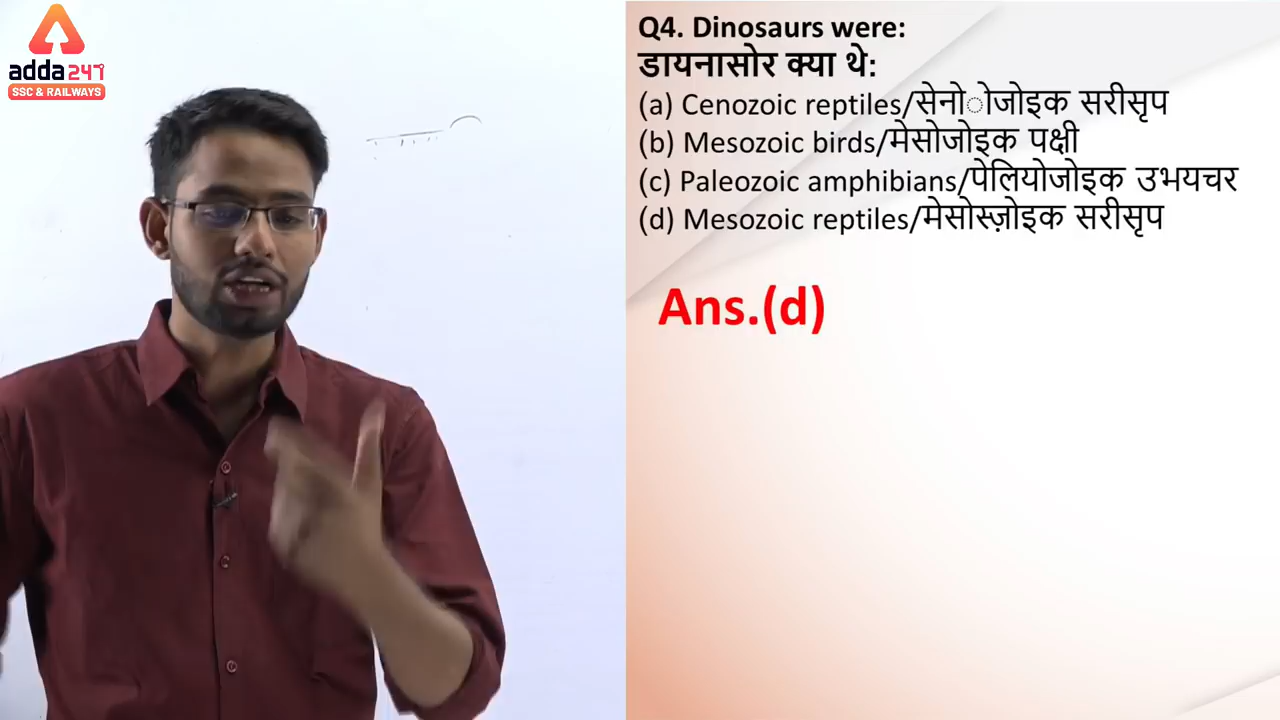 adda247
SSC & RAILWAYS
Q4. Dinosaurs were:
डायनासोर क्या थे:
(a) Cenozoic reptiles/सेनो◌ोजोइक सरीसृप
(b) Mesozoic birds/मेसोजोइक पक्षी
(c) Paleozoic amphibians/पेलियोजोइक उभयचर
(d) Mesozoic reptiles/मेसोस्ज़ोइक सरीसृप
Ans.(d)